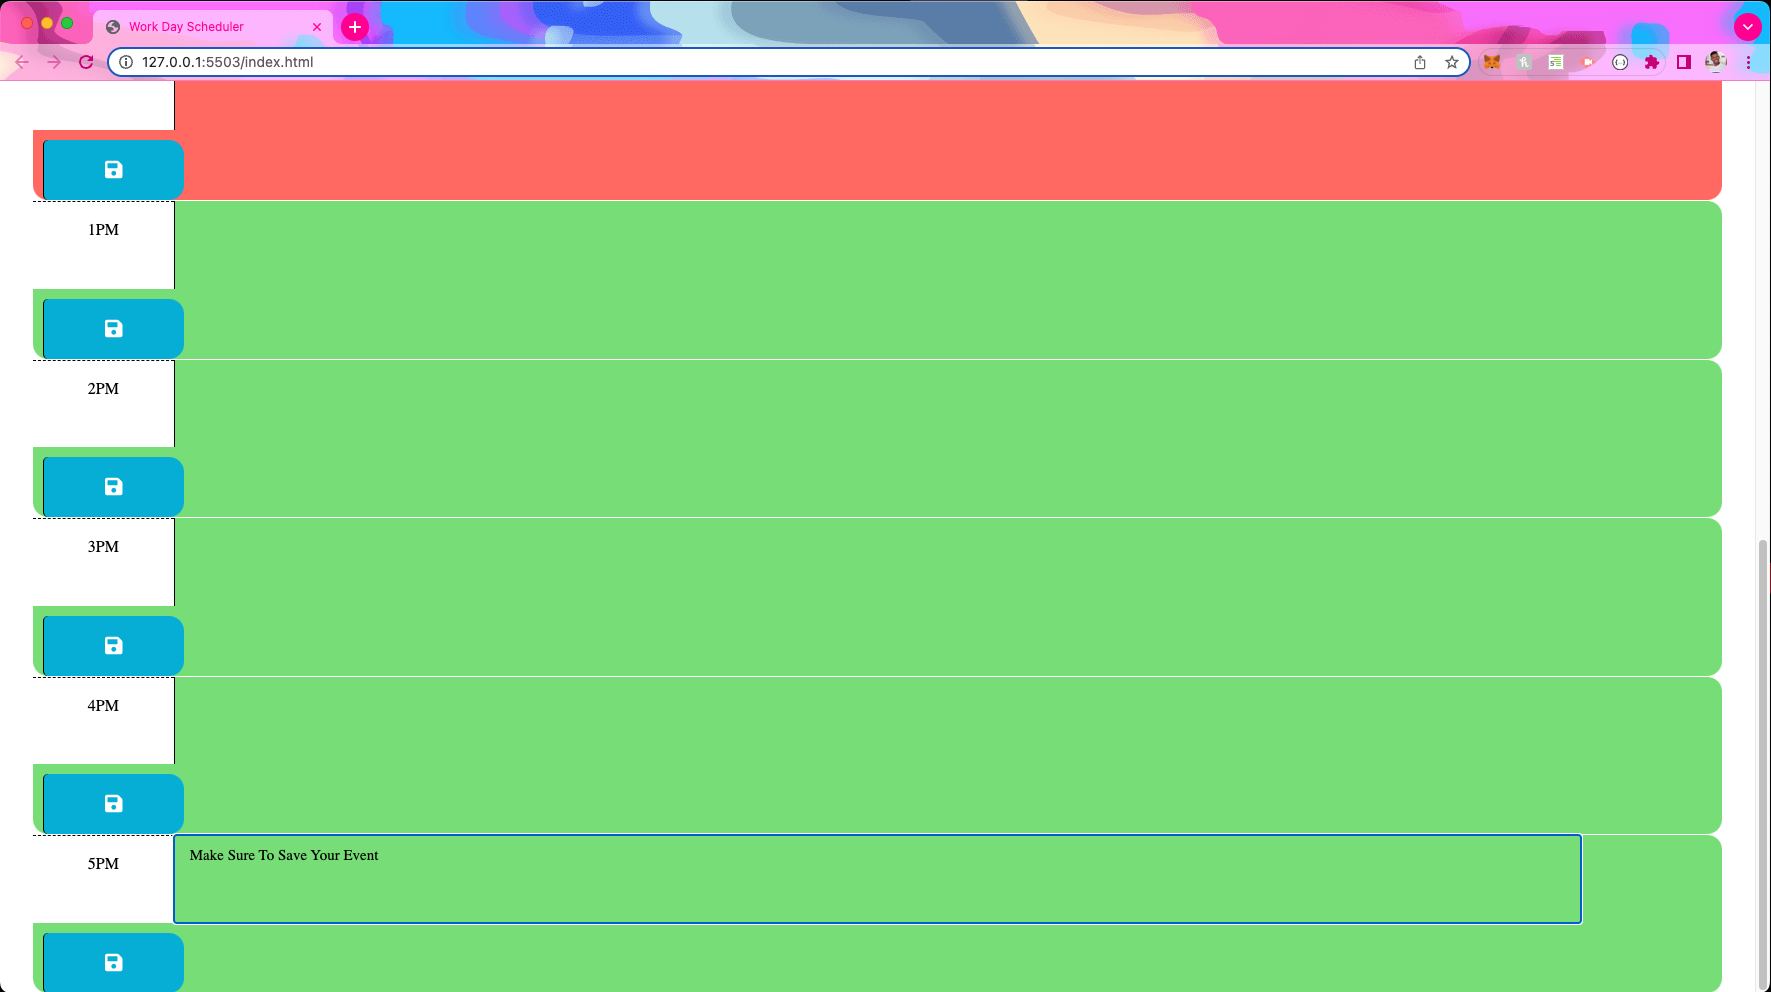 Work Day Scheduler
127.0.0.1:5503/index.html
1PM
2PM
3PM
4PM
5PM
Make Sure To Save Your Event